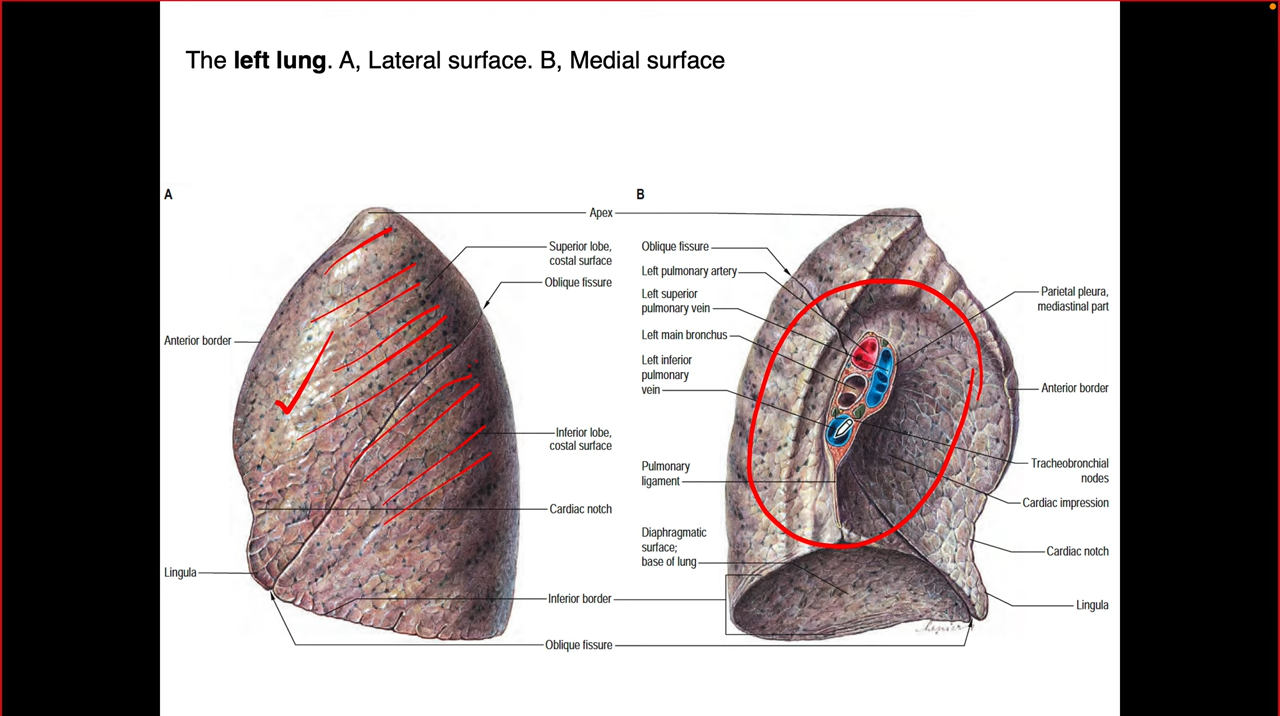 The left lung. A, Lateral surface. B, Medial surface
A
B
Apex
Superior lobe,
costal surface
Oblique fissure
Anterior border
Inferior lobe,
costal surface
Cardiac notch
Lingula
Inferior border
Oblique fissure
Oblique fissure
Left pulmonary artery
Left superior
pulmonary vein
Left main bronchus
Left inferior
pulmonary
vein
Pulmonary
ligament
Diaphragmatic
surface;
base of lung
Parietal pleura,
mediastinal part
Anterior border
Tracheobronchial
nodes
Cardiac impression
Cardiac notch
Lingula